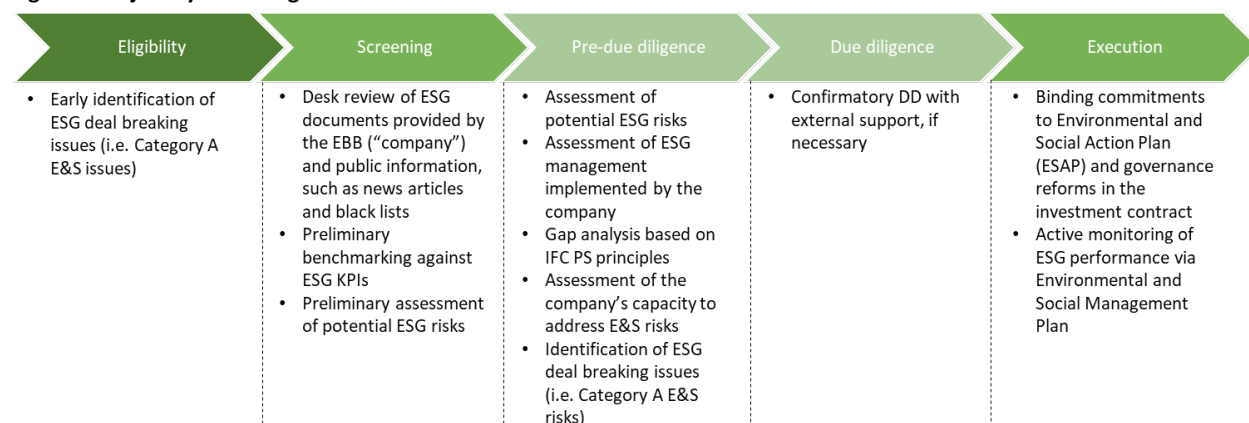 Eligibility
Screening
Pre-due diligence
Due diligence
Execution
• Early identification of
ESG deal breaking
issues (i.e. Category A
E&S issues)
• Desk review of ESG
documents provided by
the EBB (“company”)
and public information,
such as news articles
and black lists
• Preliminary
benchmarking against
ESG KPIs
• Preliminary assessment
of potential ESG risks
• Assessment of
potential ESG risks
• Assessment of ESG
management
implemented by the
company
• Gap analysis based on
IFC PS principles
• Assessment of the
company’s capacity to
address E&S risks
• Identification of ESG
deal breaking issues
(i.e. Category A E&S
risks)
• Confirmatory DD with
external support, if
necessary
• Binding commitments
to Environmental and
Social Action Plan
(ESAP) and governance
reforms in the
investment contract
• Active monitoring of
ESG performance via
Environmental and
Social Management
Plan